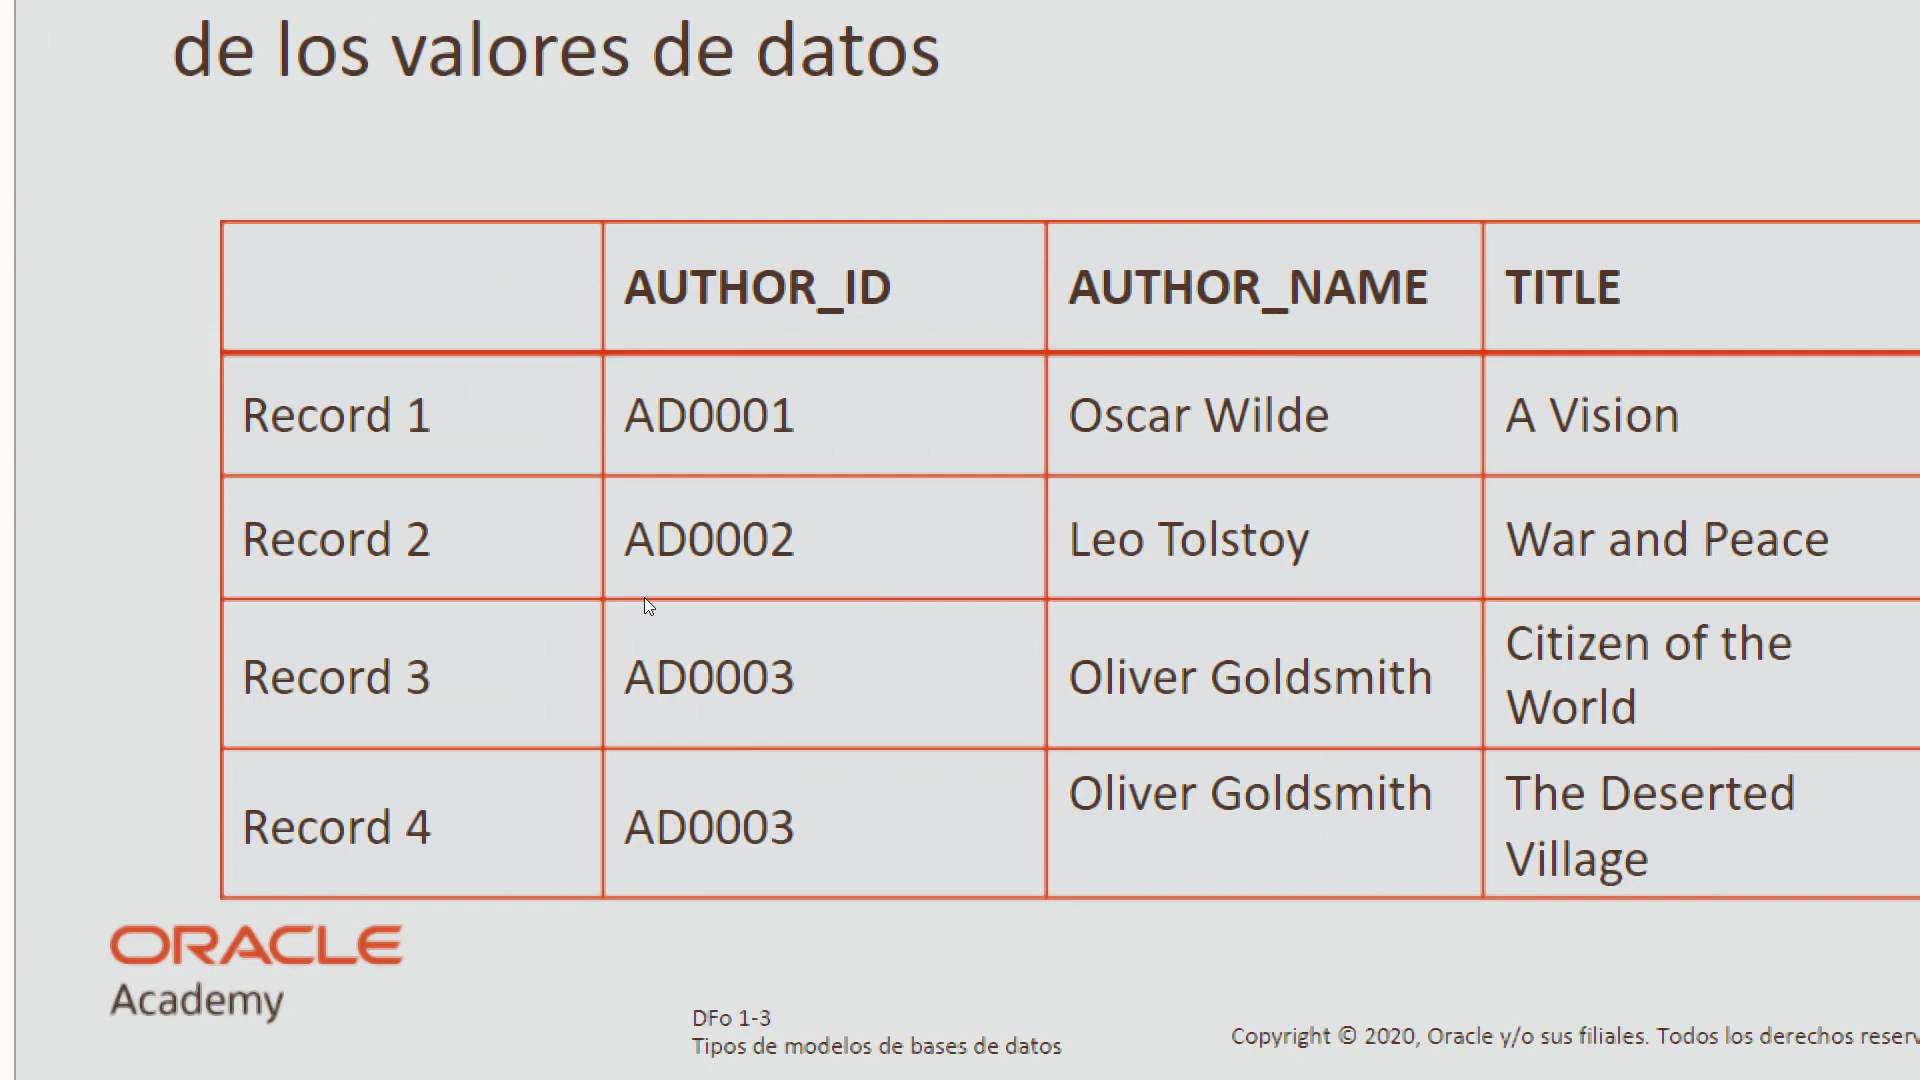 de los valores de datos
AUTHOR_ID AUTHOR_NAME TITLE
Record 1 AD0001 Oscar Wilde A Vision
Record 2 AD0002 Leo Tolstoy War and Peace
Record 3 AD0003 Oliver Goldsmith Citizen of the
World
Record 4 AD0003 Oliver Goldsmith The Deserted
Village
ORACLE
Academy
DFo 1-3
Tipos de modelos de bases de datos
Copyright © 2020, Oracle y/o sus filiales. Todos los derechos